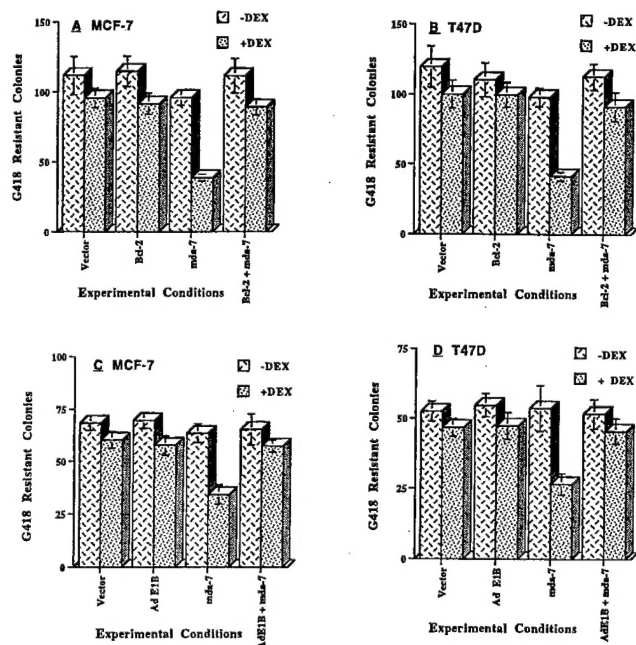 A MCF-7
-DEX
+DEX
G418 Resistant Colonies
150
100
50
0
Vector
Bcl-2
mda-7
Bcl-2 + mda-7
Experimental Conditions
B T47D
-DEX
+DEX
G418 Resistant Colonies
150
100
50
0
Vector
Bcl-2
mda-7
Bcl-2 + mda-7
Experimental Conditions
C MCF-7
-DEX
+DEX
G418 Resistant Colonies
100
75
50
25
0
Vector
Ad E1B
mda-7
AdE1B + mda-7
Experimental Conditions
D T47D
-DEX
+ DEX
G418 Resistant Colonies
75
50
25
0
Vector
Ad E1B
mda-7
AdE1B + mda-7
Experimental Conditions